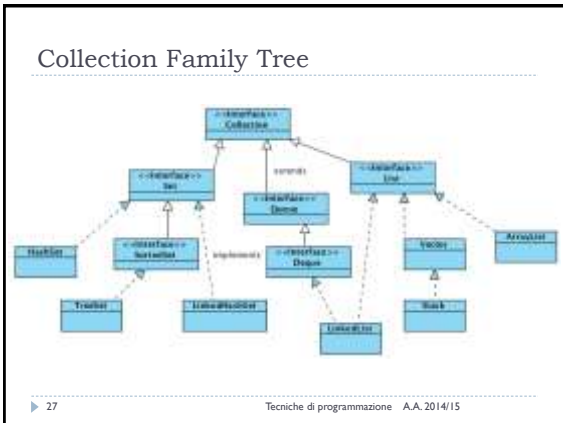 Collection Family Tree
<<Interface>>
Collection
<<Interface>>
Set
extends
<<Interface>>
List
<<Interface>>
Queue
HashSet
<<Interface>>
SortedSet
implements
<<Interface>>
Deque
Vector
ArrayList
TreeSet
LinkedHashSet
LinkedList
Stack
27
Tecniche di programmazione A.A. 2014/15